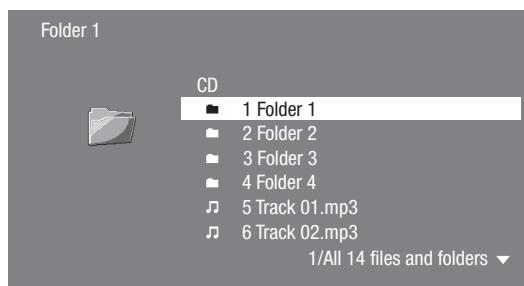 Folder 1
CD
1 Folder 1
2 Folder 2
3 Folder 3
4 Folder 4
5 Track 01.mp3
6 Track 02.mp3
1/All 14 files and folders